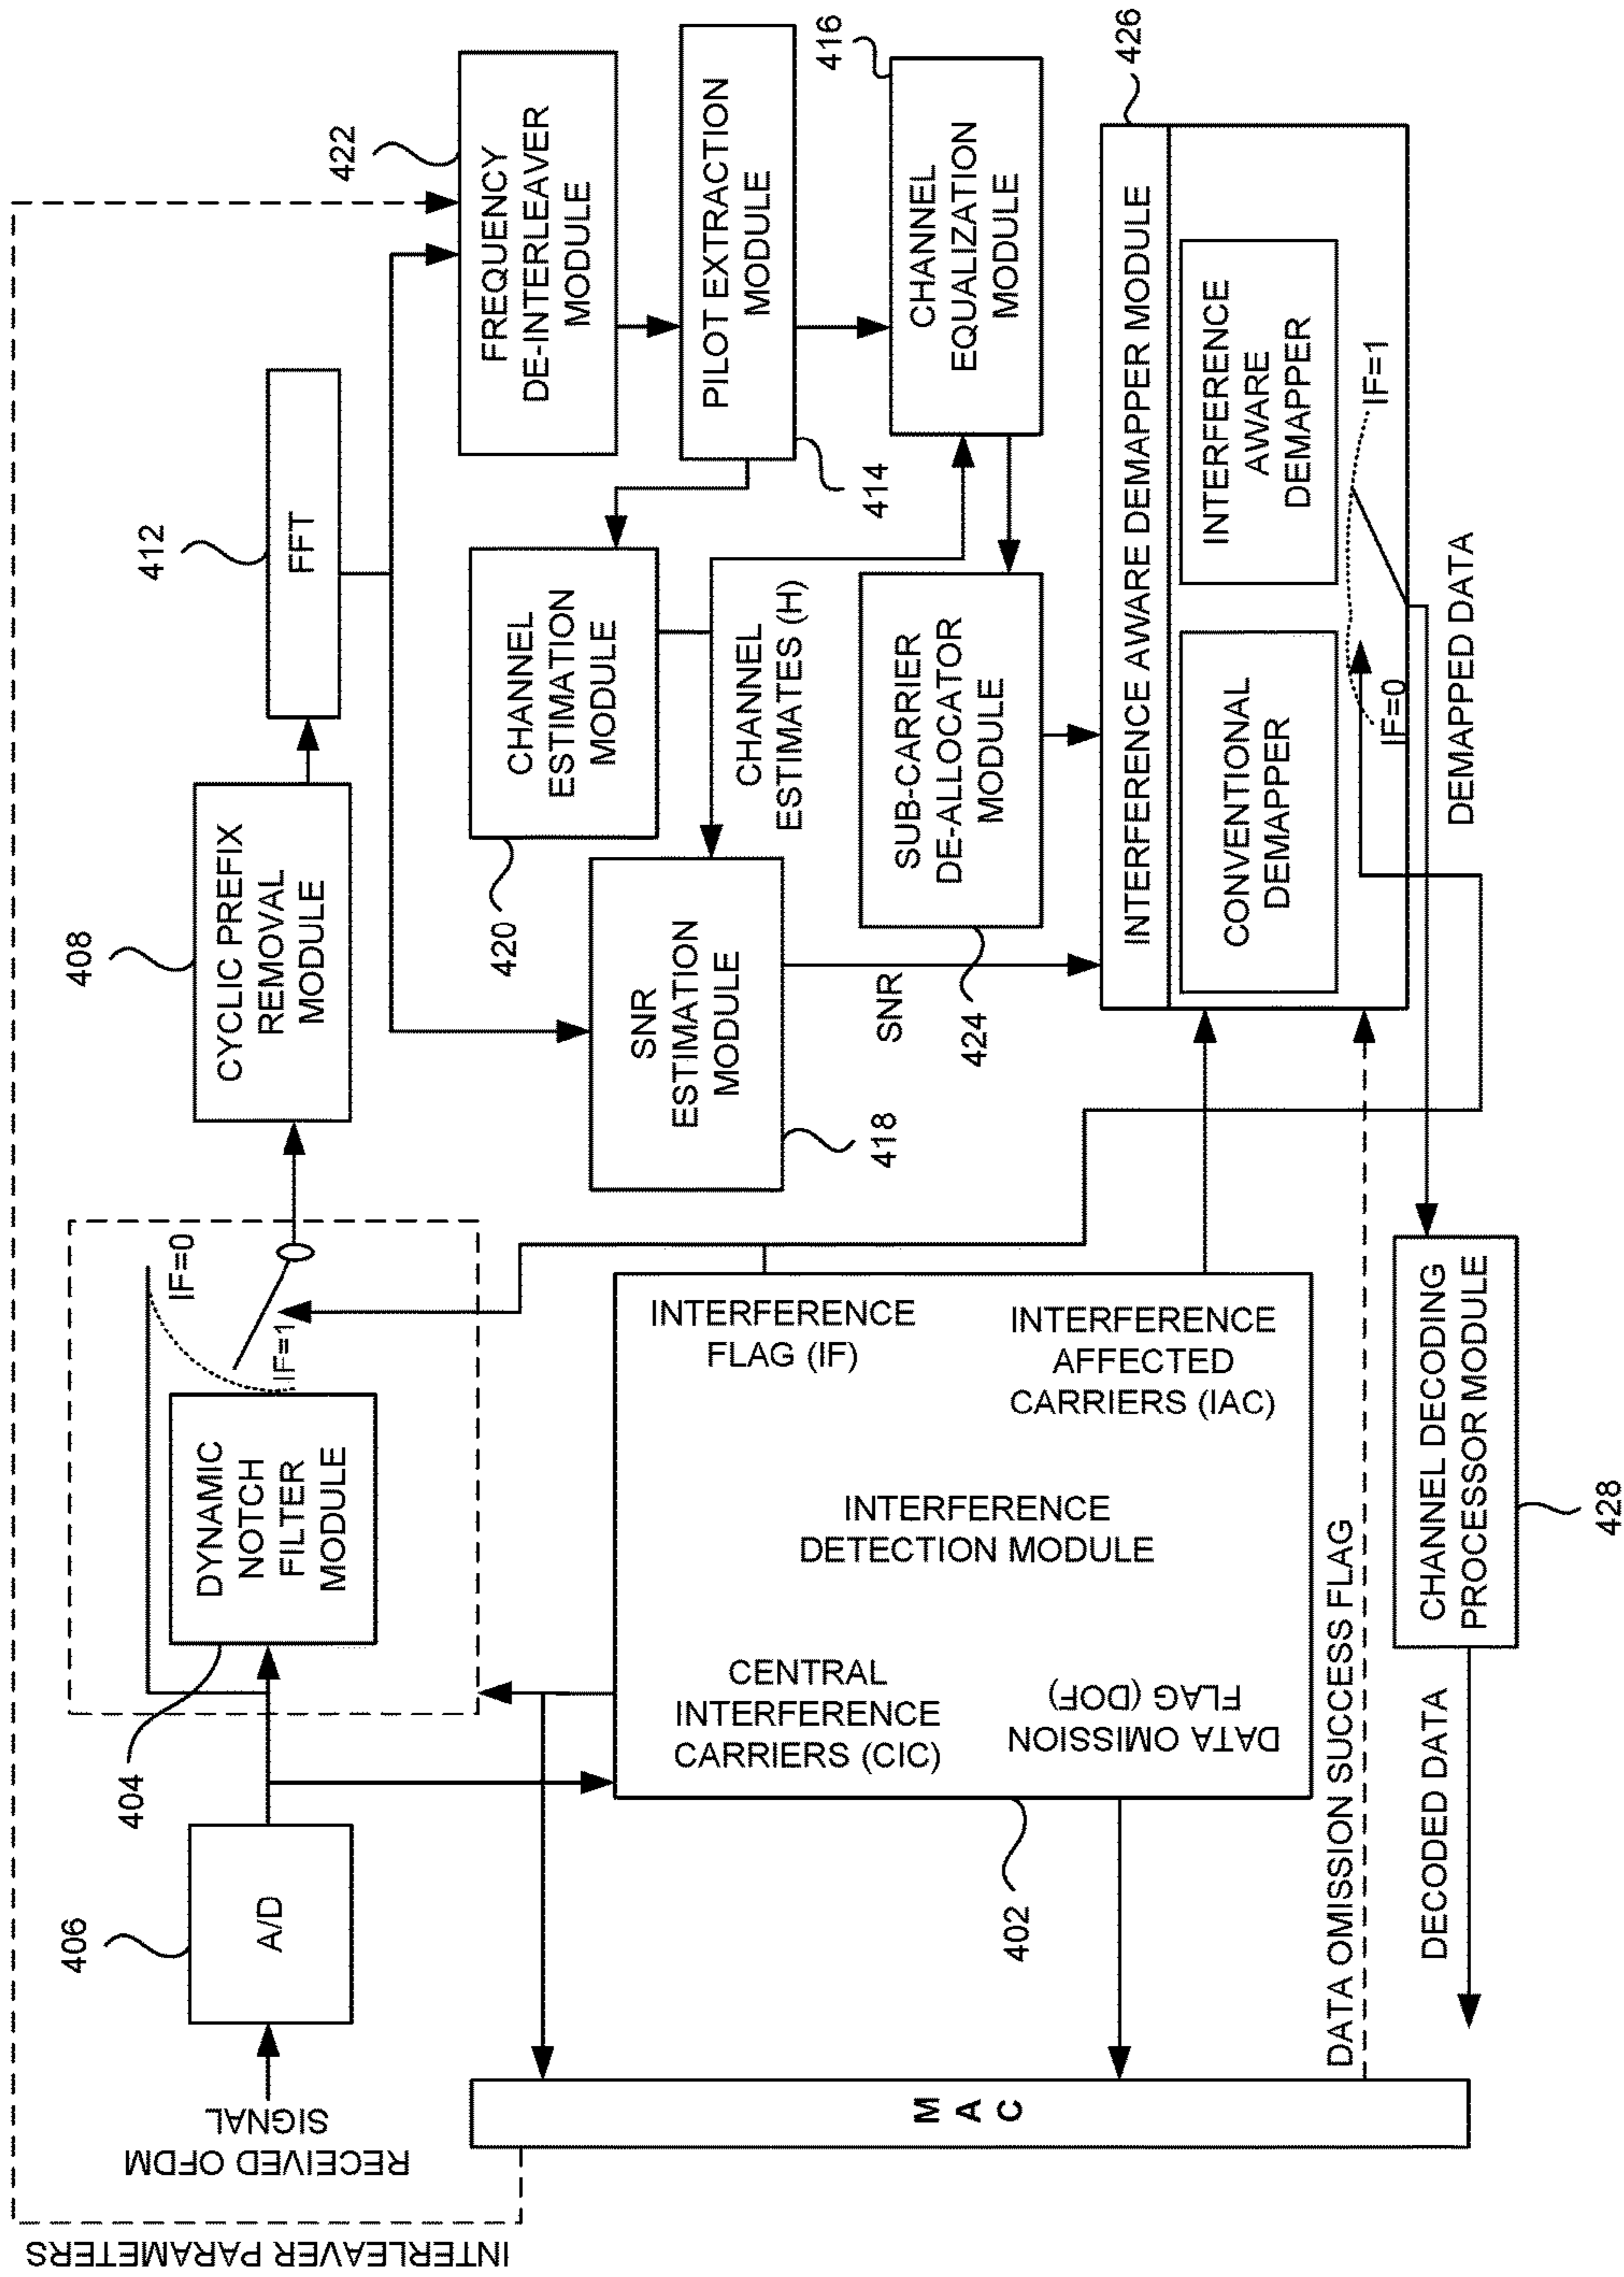 INTERLEAVER PARAMETERS
RECEIVED OFDM
SIGNAL
406
A/D
404
DYNAMIC
NOTCH
FILTER
MODULE
IF=0
IF=1
408
CYCLIC PREFIX
REMOVAL
MODULE
412
FFT
422
FREQUENCY
DE-INTERLEAVER
MODULE
PILOT EXTRACTION
MODULE
414
CHANNEL
ESTIMATION
MODULE
420
SNR
ESTIMATION
MODULE
418
CHANNEL
ESTIMATES (H)
416
CHANNEL
EQUALIZATION
MODULE
SUB-CARRIER
DE-ALLOCATOR
MODULE
424
SNR
426
INTERFERENCE AWARE DEMAPPER MODULE
CONVENTIONAL
DEMAPPER
INTERFERENCE
AWARE
DEMAPPER
IF=0
IF=1
DEMAPPED DATA
INTERFERENCE
FLAG (IF)
INTERFERENCE
AFFECTED
CARRIERS (IAC)
INTERFERENCE
DETECTION MODULE
CENTRAL
INTERFERENCE
CARRIERS (CIC)
DATA OMISSION
FLAG (DOF)
402
M
A
C
DATA OMISSION SUCCESS FLAG
CHANNEL DECODING
PROCESSOR MODULE
428
DECODED DATA